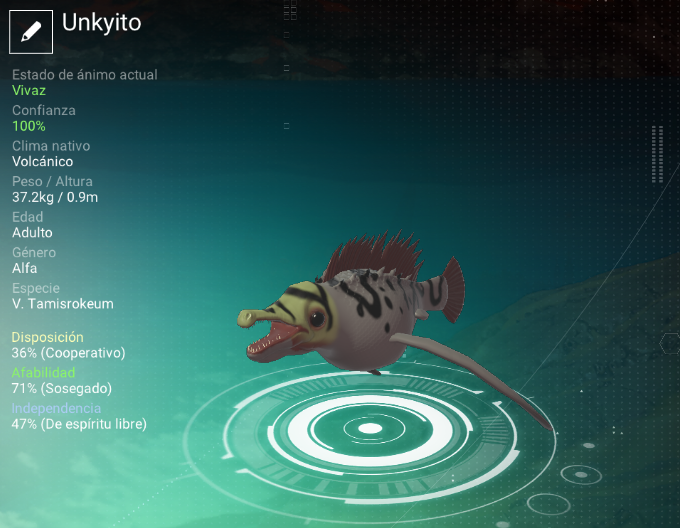 Unkyito
Estado de ánimo actual
Vivaz
Confianza
100%
Clima nativo
Volcánico
Peso / Altura
37.2kg / 0.9m
Edad
Adulto
Género
Alfa
Especie
V. Tamisrokeum
Disposición
36% (Cooperativo)
Afabilidad
71% (Sosegado)
Independencia
47% (De espíritu libre)